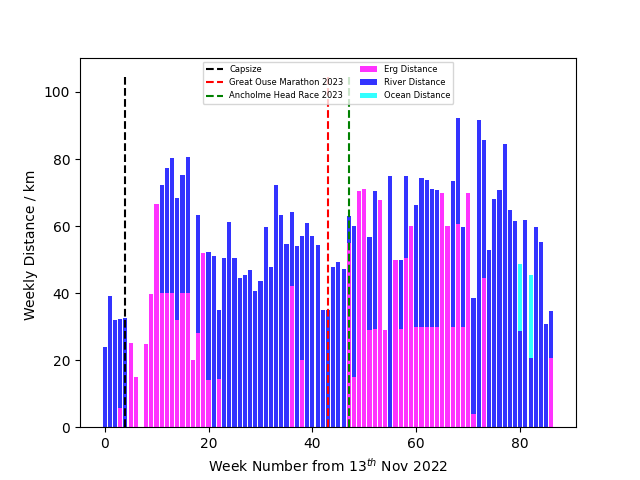 Capsize
Great Ouse Marathon 2023
Ancholme Head Race 2023
Erg Distance
River Distance
Ocean Distance
Weekly Distance / km
100
80
60
40
20
0
0 20 40 60 80
Week Number from 13th Nov 2022